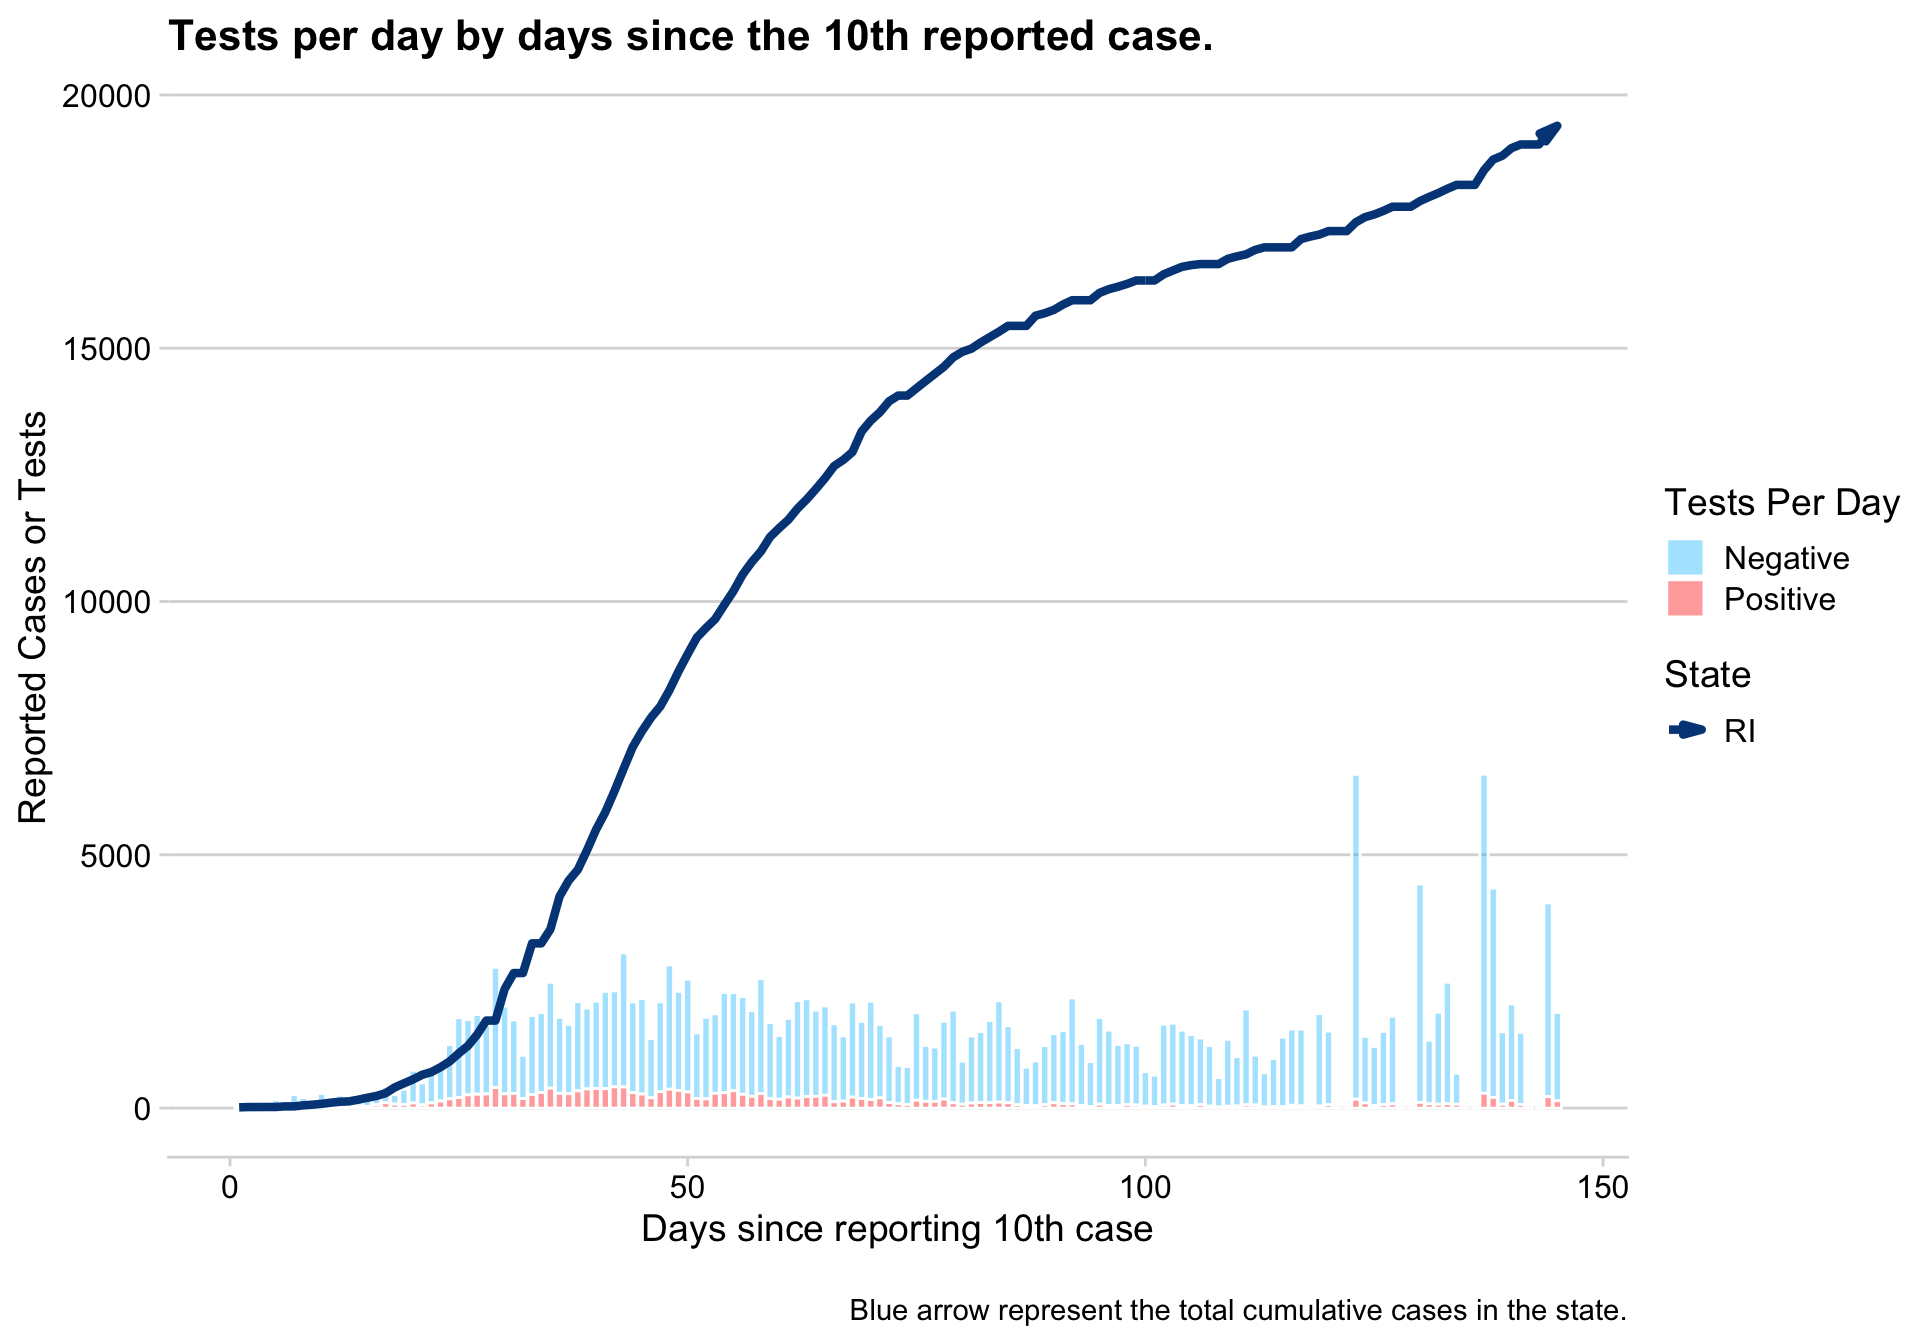 Tests per day by days since the 10th reported case.
20000
15000
10000
5000
0
Reported Cases or Tests
0
50
100
150
Days since reporting 10th case
Tests Per Day
Negative
Positive
State
RI
Blue arrow represent the total cumulative cases in the state.